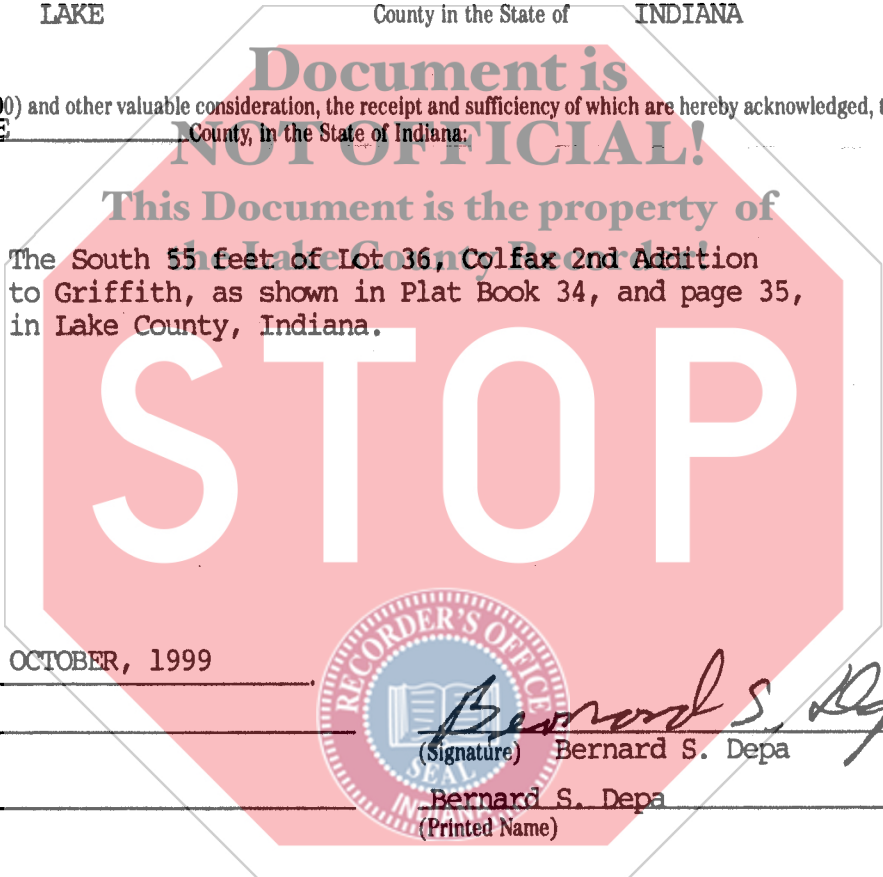 LAKE County in the State of INDIANA
Document is
00) and other valuable consideration, the receipt and sufficiency of which are hereby acknowledged,
County, in the State of Indiana:
NOT OFFICIAL!
This Document is the property of
the Lake County Recorder!
The South 55 feet of Lot 36, Colfax 2nd Addition
to Griffith, as shown in Plat Book 34, and page 35,
in Lake County, Indiana.
STOP
RECORDER'S OFFICE
SEAL
INDIANA
OCTOBER, 1999
Bernard S. Dep
(Signature) Bernard S. Depa
Bernard S. Depa
(Printed Name)